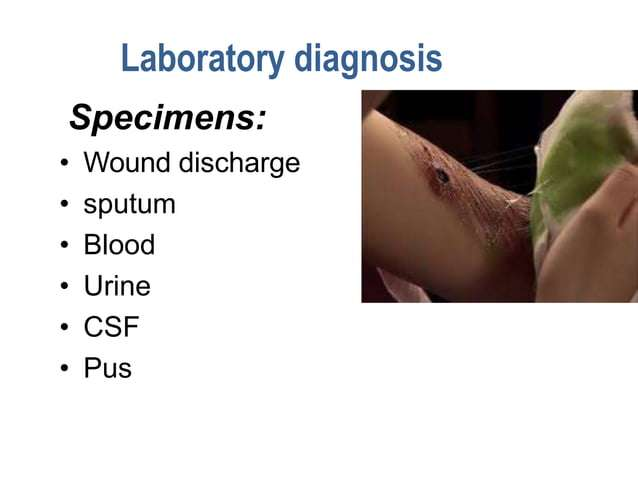 Laboratory diagnosis
Specimens:
• Wound discharge
• sputum
• Blood
• Urine
• CSF
• Pus